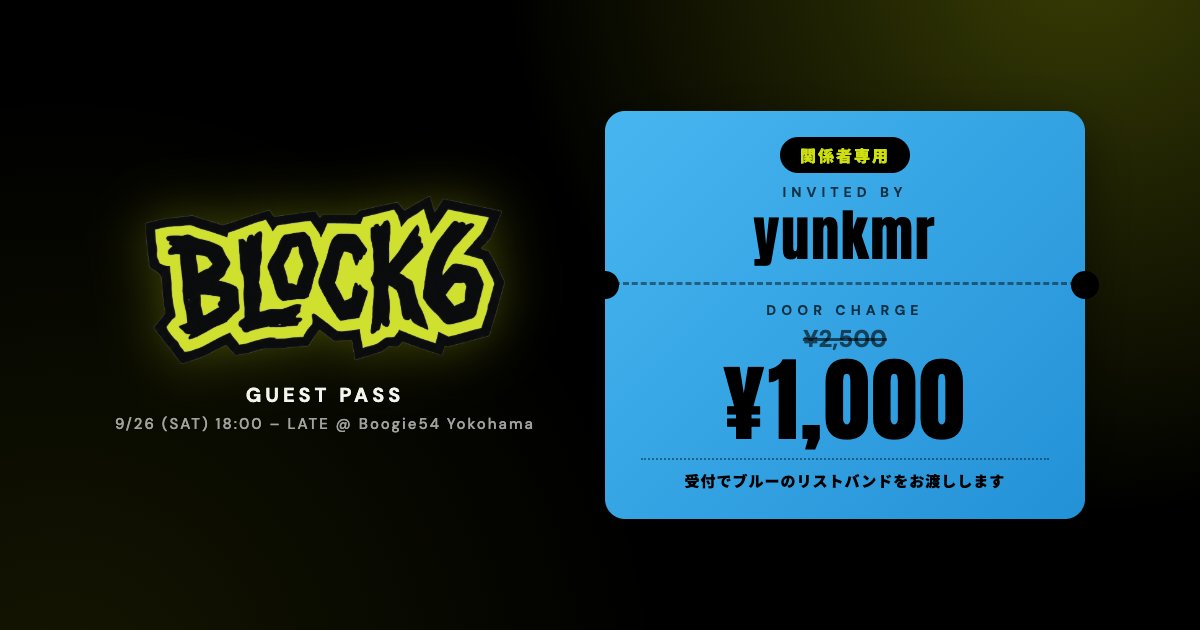 BLOCK6
GUEST PASS
9/26 (SAT) 18:00 – LATE @ Boogie54 Yokohama
関係者専用
INVITED BY
yunkmr
DOOR CHARGE
¥2,500
¥1,000
受付でブルーのリストバンドをお渡しします